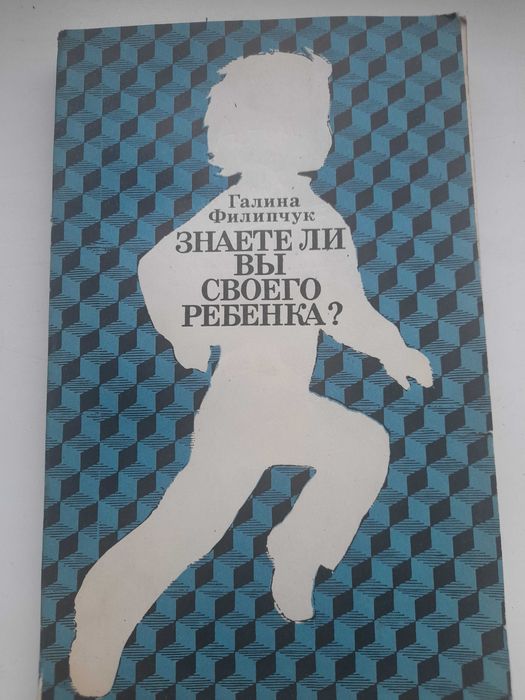 Галина
Филипчук
ЗНАЕТЕ ЛИ
ВЫ
СВОЕГО
РЕБЕНКА?